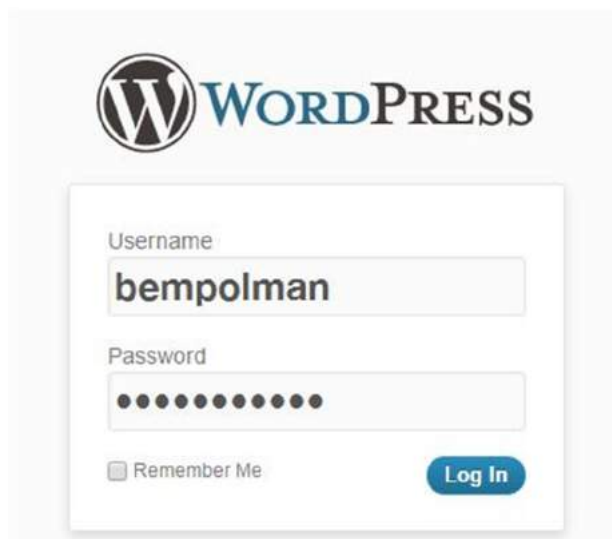 WORDPRESS
Username
bempolman
Password
•••••••••••
Remember Me
Log In